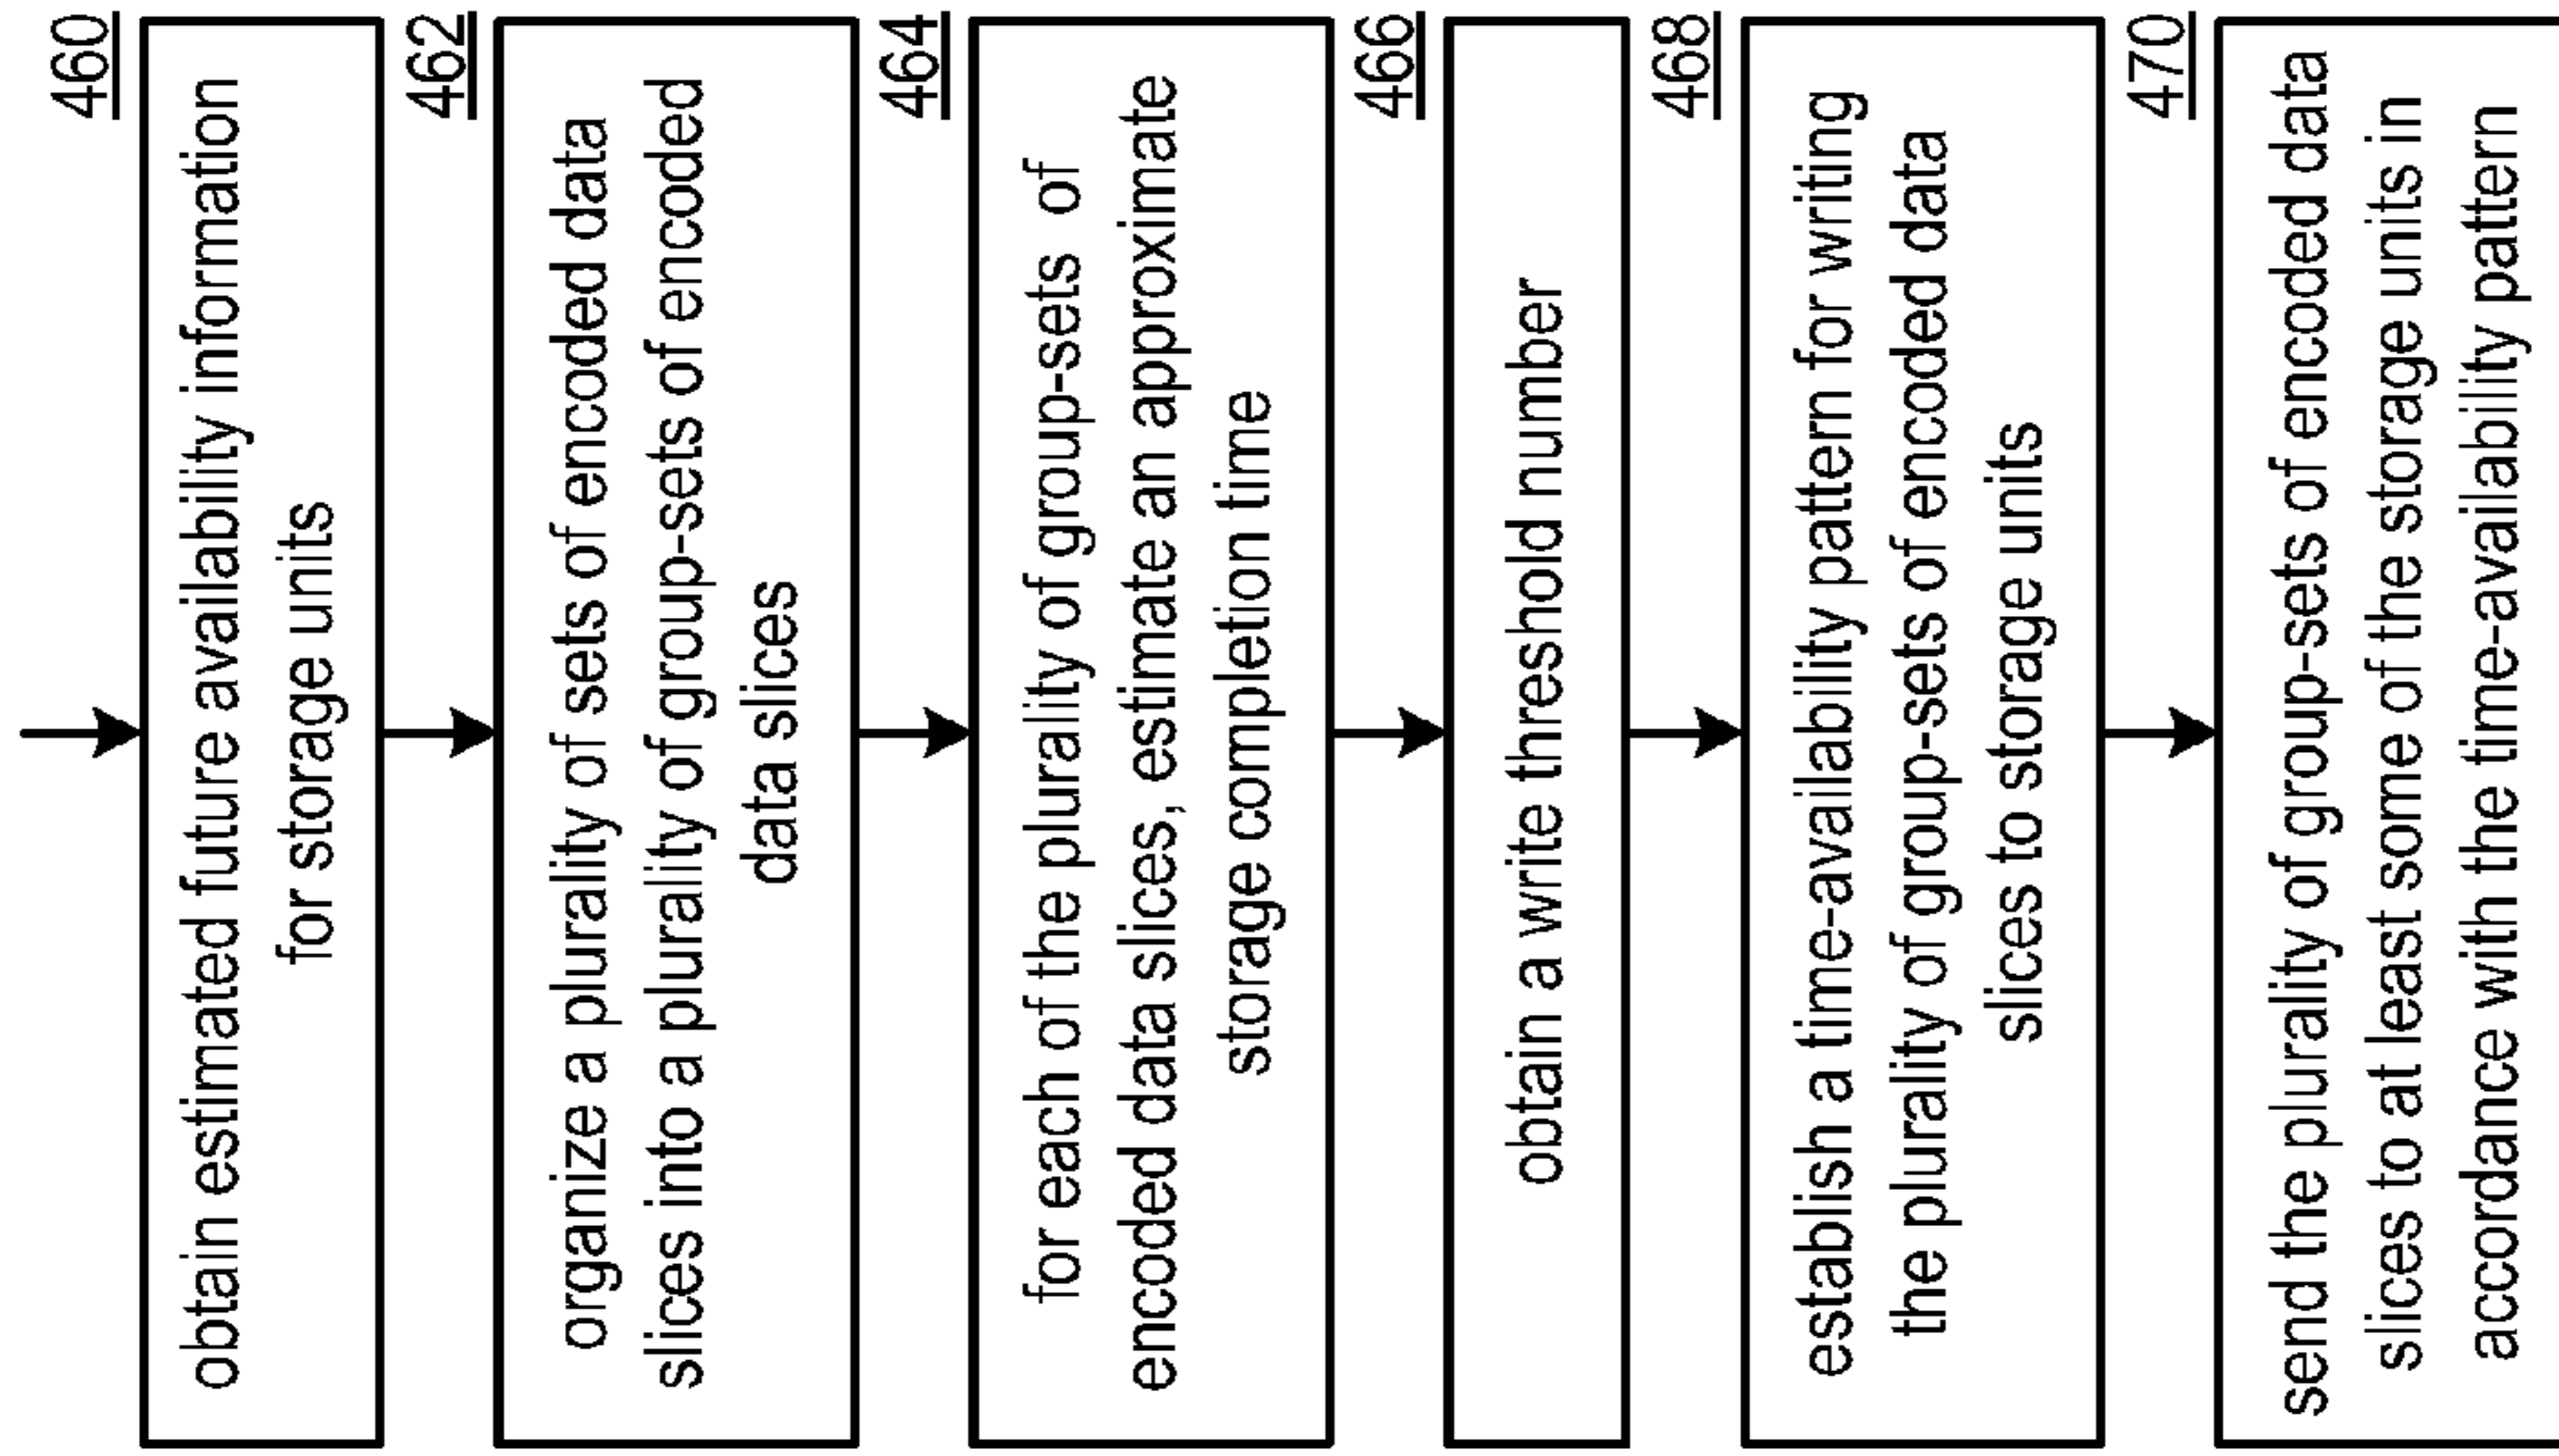 460
obtain estimated future availability information
for storage units
462
organize a plurality of sets of encoded data
slices into a plurality of group-sets of encoded
data slices
464
for each of the plurality of group-sets of
encoded data slices, estimate an approximate
storage completion time
466
obtain a write threshold number
468
establish a time-availability pattern for writing
the plurality of group-sets of encoded data
slices to storage units
470
send the plurality of group-sets of encoded data
slices to at least some of the storage units in
accordance with the time-availability pattern